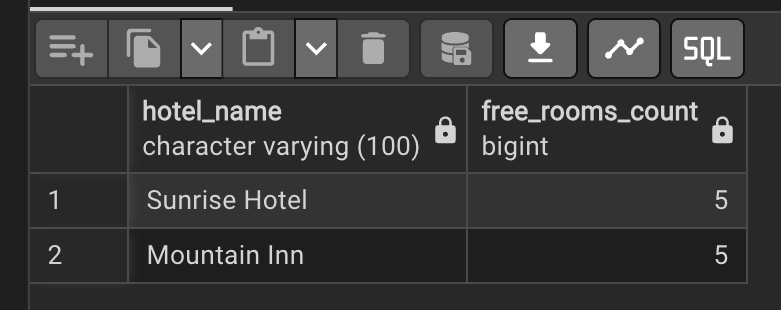 SQL
hotel_name
character varying (100)
free_rooms_count
bigint
1 Sunrise Hotel 5
2 Mountain Inn 5